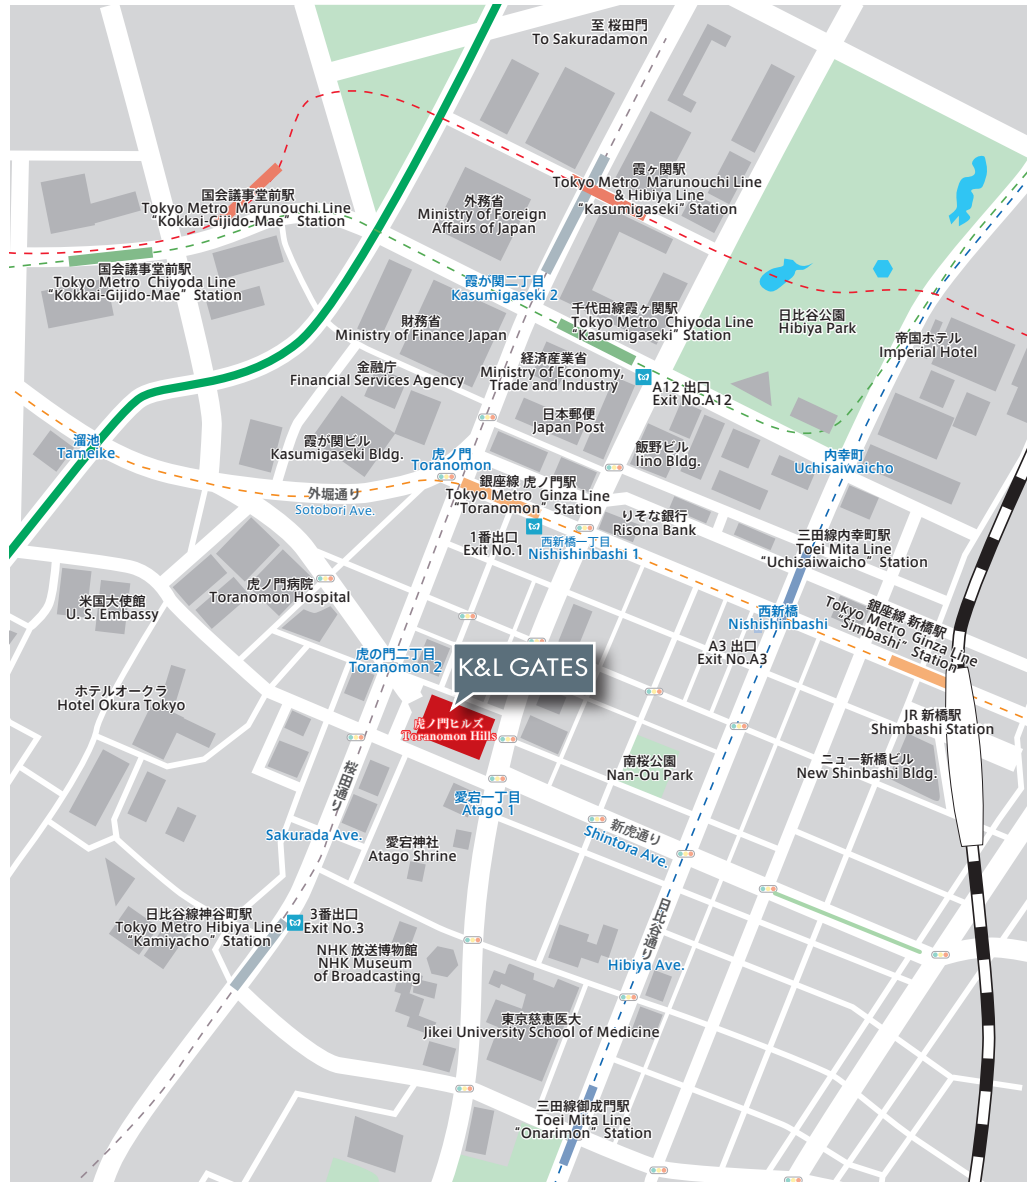 至 桜田門
To Sakuradamon
霞ヶ関駅
Tokyo Metro Marunouchi Line
& Hibiya Line
“Kasumigaseki” Station
国会議事堂前駅
Tokyo Metro Marunouchi Line
“Kokkai-Gijido-Mae” Station
外務省
Ministry of Foreign
Affairs of Japan
国会議事堂前駅
Tokyo Metro Chiyoda Line
“Kokkai-Gijido-Mae” Station
霞が関二丁目
Kasumigaseki 2
千代田線霞ヶ関駅
Tokyo Metro Chiyoda Line
“Kasumigaseki” Station
日比谷公園
Hibiya Park
財務省
Ministry of Finance Japan
帝国ホテル
Imperial Hotel
経済産業省
Ministry of Economy,
Trade and Industry
金融庁
Financial Services Agency
A12 出口
Exit No.A12
日本郵便
Japan Post
溜池
Tameike
霞が関ビル
Kasumigaseki Bldg.
虎ノ門
Toranomon
飯野ビル
Iino Bldg.
内幸町
Uchisaiwaicho
銀座線 虎ノ門駅
Tokyo Metro Ginza Line
“Toranomon” Station
外堀通り
Sotobori Ave.
りそな銀行
Risona Bank
1番出口
Exit No.1
西新橋一丁目
Nishishinbashi 1
三田線内幸町駅
Toei Mita Line
“Uchisaiwaicho” Station
虎ノ門病院
Toranomon Hospital
米国大使館
U. S. Embassy
西新橋
Nishishinbashi
銀座線 新橋駅
Tokyo Metro Ginza Line
“Simbashi” Station
A3 出口
Exit No.A3
虎の門二丁目
Toranomon 2
K&L GATES
ホテルオークラ
Hotel Okura Tokyo
虎ノ門ヒルズ
Toranomon Hills
JR 新橋駅
Shimbashi Station
南桜公園
Nan-Ou Park
ニュー新橋ビル
New Shinbashi Bldg.
桜田通り
愛宕一丁目
Atago 1
Sakurada Ave.
新虎通り
Shintora Ave.
愛宕神社
Atago Shrine
日比谷線神谷町駅
Tokyo Metro Hibiya Line
“Kamiyacho” Station
3番出口
Exit No.3
日比谷通り
Hibiya Ave.
NHK 放送博物館
NHK Museum
of Broadcasting
東京慈恵医大
Jikei University School of Medicine
三田線御成門駅
Toei Mita Line
“Onarimon” Station